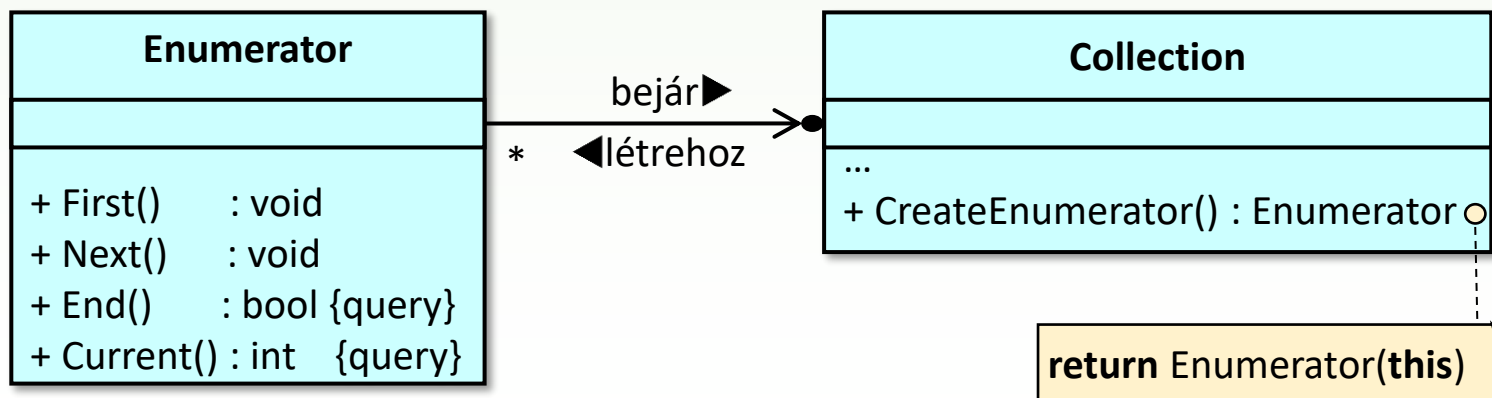 Enumerator
+ First() : void
+ Next() : void
+ End() : bool {query}
+ Current() : int {query}
bejár▶
* ◀létrehoz
Collection
...
+ CreateEnumerator() : Enumerator
return Enumerator(this)